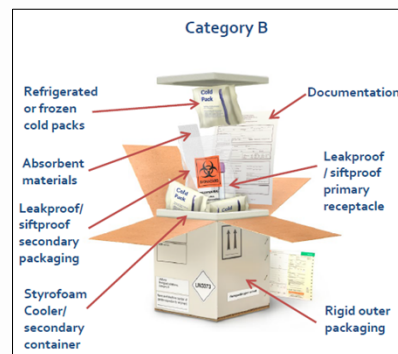 Category B
Refrigerated
or frozen
cold packs
Documentation
Cold
Pack
Absorbent
materials
Leakproof
/ siftproof
primary
receptacle
Leakproof/
siftproof
secondary
packaging
Cold
Pack
Cold
Pack
Styrofoam
Cooler/
secondary
container
UN3373
Rigid outer
packaging